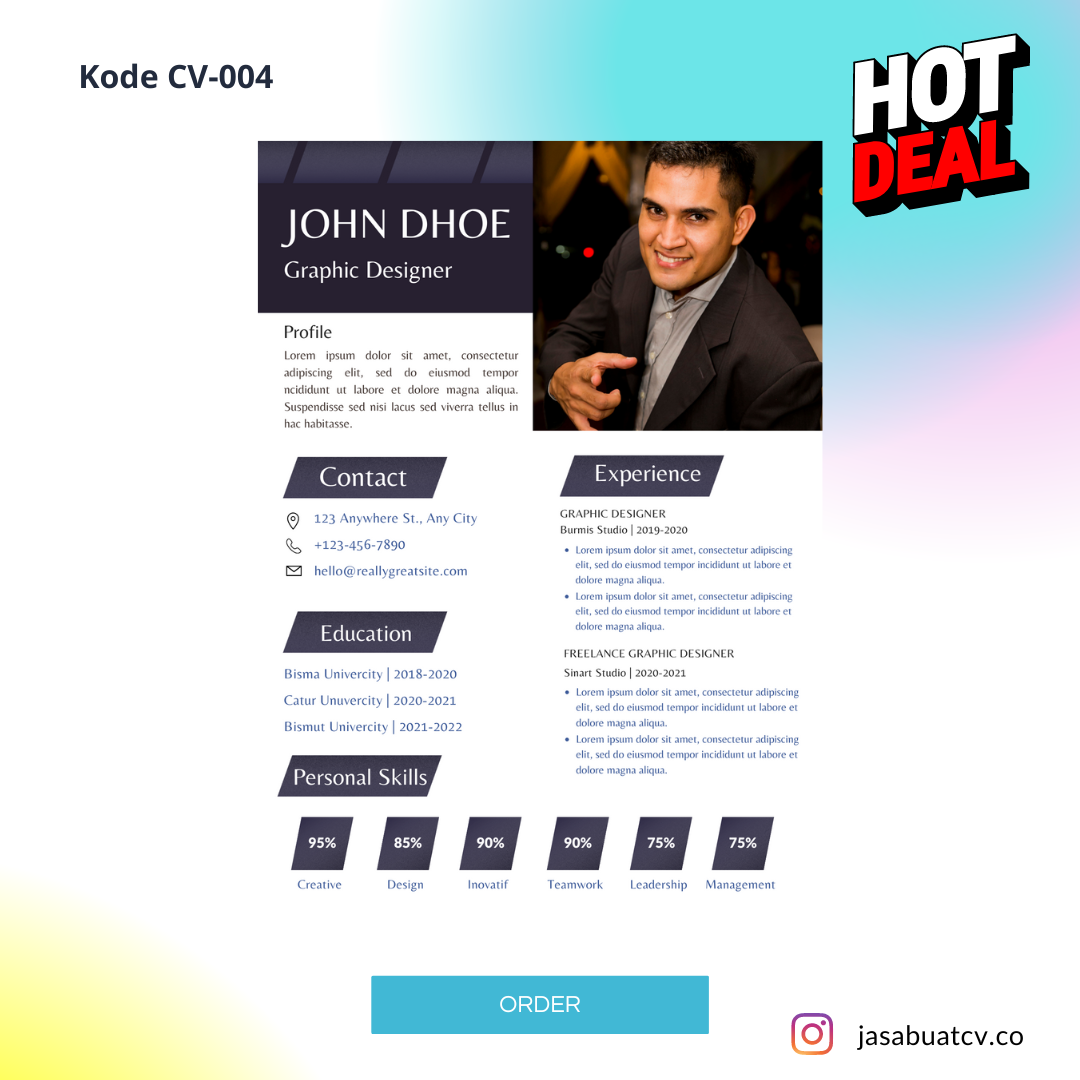 Kode CV-004
HOT
DEAL
JOHN DHOE
Graphic Designer
Profile
Lorem ipsum dolor sit amet, consectetur
adipiscing elit, sed do eiusmod tempor
ncididunt ut labore et dolore magna aliqua.
Suspendisse sed nisi lacus sed viverra tellus in
hac habitasse.
Contact
123 Anywhere St., Any City
+123-456-7890
hello@reallygreatsite.com
Education
Bisma Univercity | 2018-2020
Catur Unuvercity | 2020-2021
Bismut Univercity | 2021-2022
Experience
GRAPHIC DESIGNER
Burmis Studio | 2019-2020
• Lorem ipsum dolor sit amet, consectetur adipiscing
elit, sed do eiusmod tempor incididunt ut labore et
dolore magna aliqua.
• Lorem ipsum dolor sit amet, consectetur adipiscing
elit, sed do eiusmod tempor incididunt ut labore et
dolore magna aliqua.
FREELANCE GRAPHIC DESIGNER
Sinart Studio | 2020-2021
• Lorem ipsum dolor sit amet, consectetur adipiscing
elit, sed do eiusmod tempor incididunt ut labore et
dolore magna aliqua.
• Lorem ipsum dolor sit amet, consectetur adipiscing
elit, sed do eiusmod tempor incididunt ut labore et
dolore magna aliqua.
Personal Skills
95% 85% 90% 90% 75% 75%
Creative Design Inovatif Teamwork Leadership Management
ORDER
jasabuatcv.co